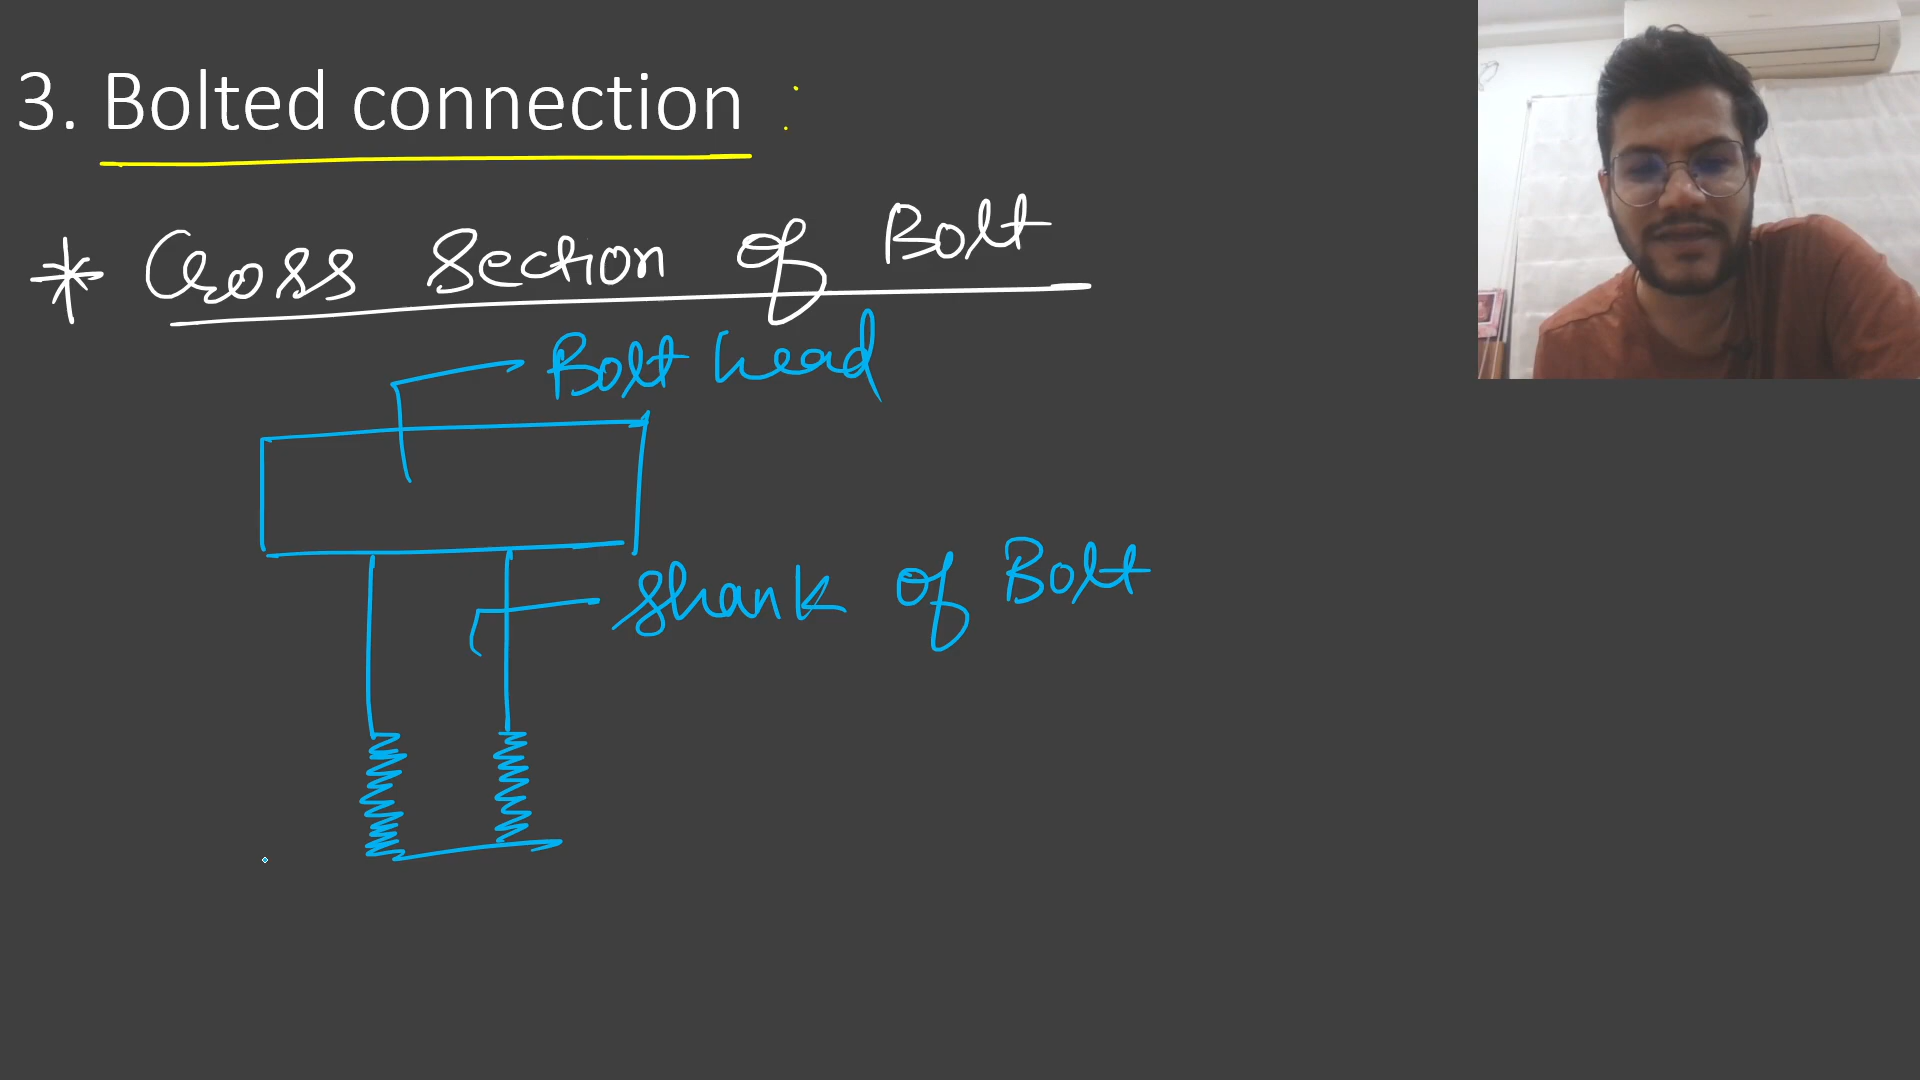 3. Bolted connection :
* Cross Section of Bolt
Bolt head
Shank of Bolt